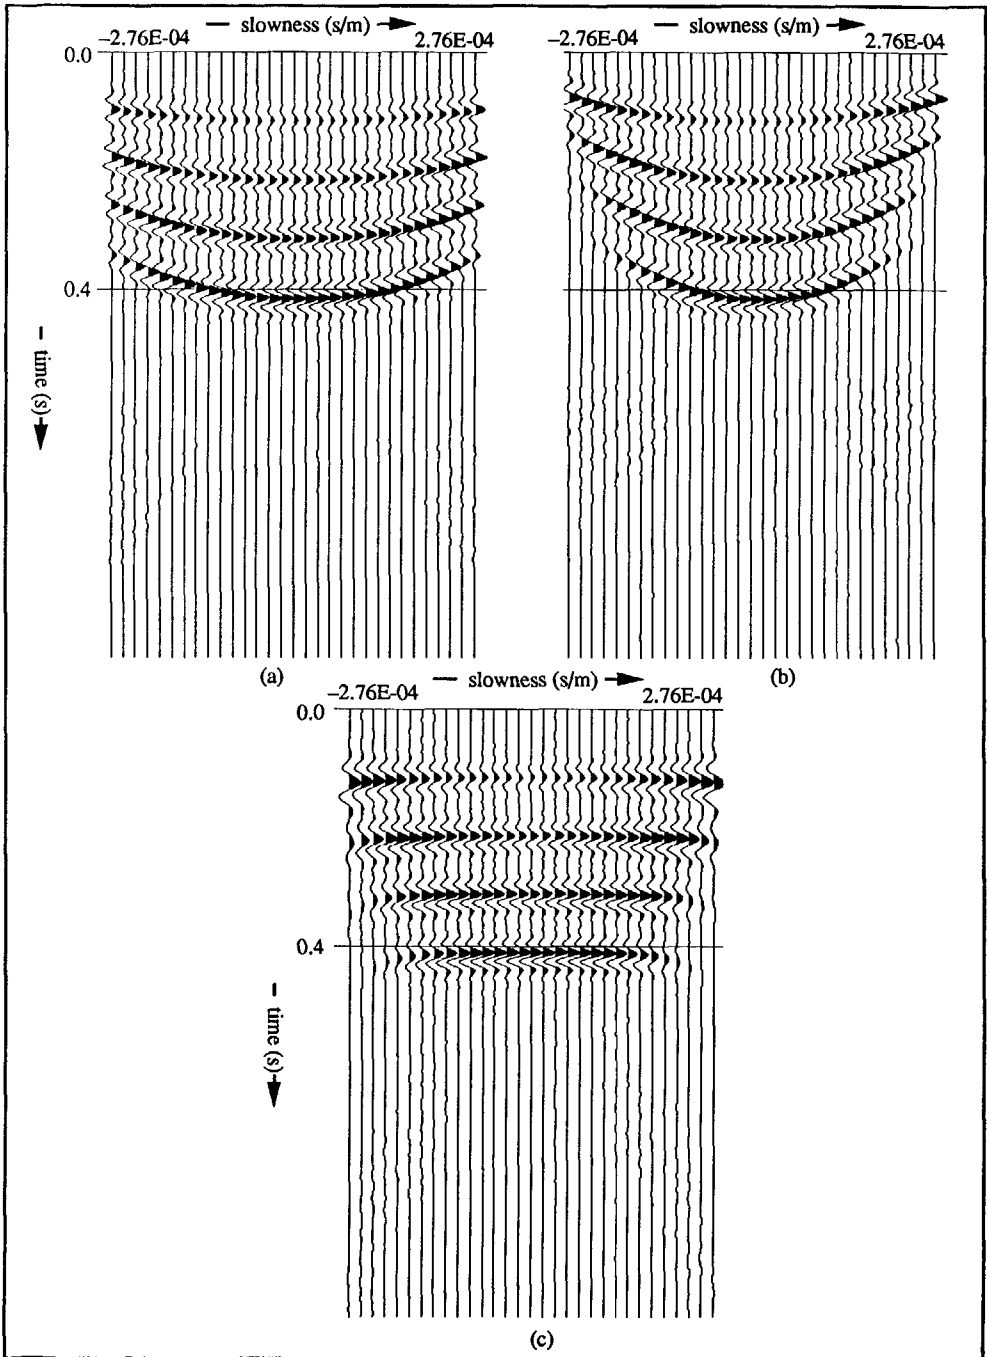 — slowness (s/m)
−2.76E-04 2.76E-04
0.0
0.4
– time (s)
(a)
— slowness (s/m)
−2.76E-04 2.76E-04
(b)
— slowness (s/m)
−2.76E-04 2.76E-04
0.0
0.4
– time (s)
(c)